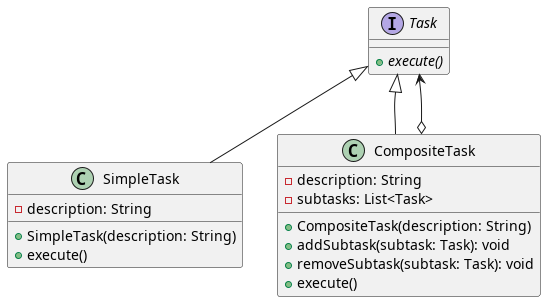 I Task
execute()
C SimpleTask
description: String
SimpleTask(description: String)
execute()
C CompositeTask
description: String
subtasks: List<Task>
CompositeTask(description: String)
addSubtask(subtask: Task): void
removeSubtask(subtask: Task): void
execute()